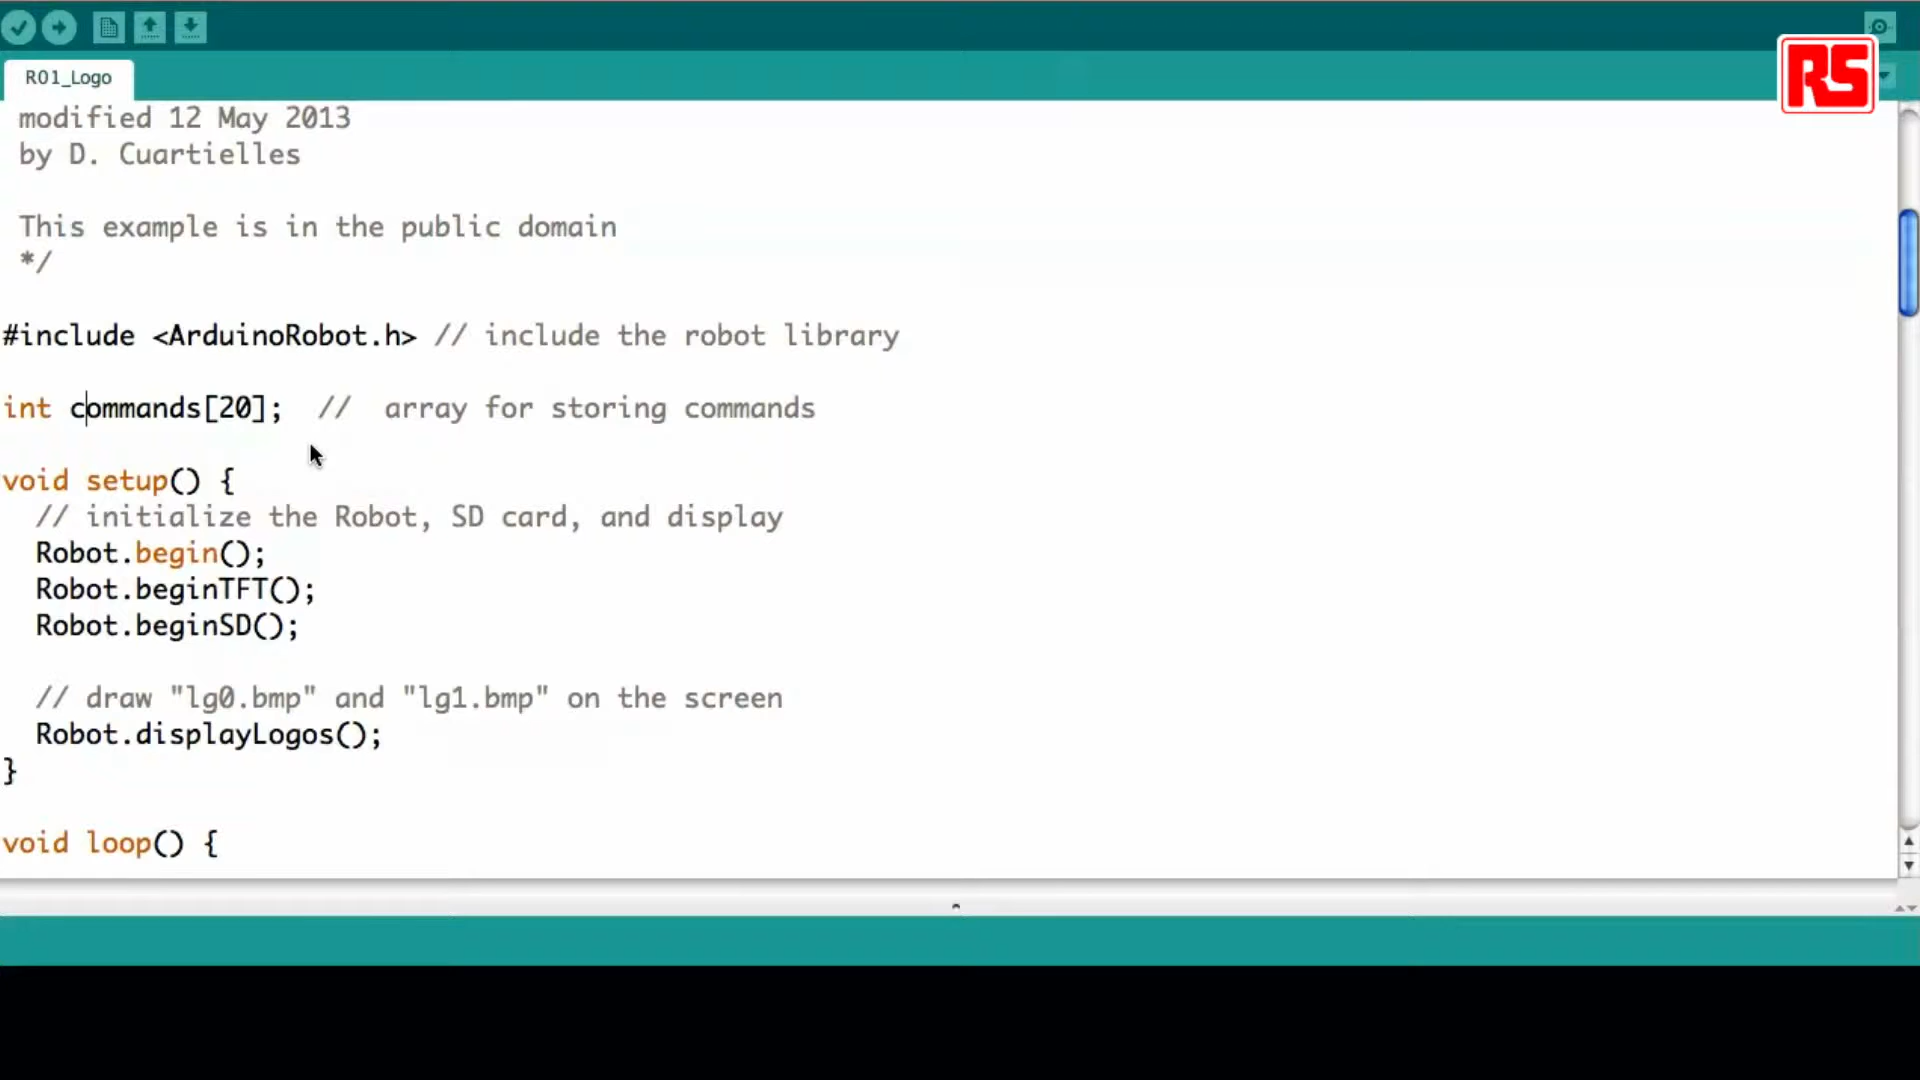 RS
R01_Logo
modified 12 May 2013
by D. Cuartielles
This example is in the public domain
*/
#include <ArduinoRobot.h> // include the robot library
int commands[20];  //  array for storing commands
void setup() {
// initialize the Robot, SD card, and display
Robot.begin();
Robot.beginTFT();
Robot.beginSD();
// draw "lg0.bmp" and "lg1.bmp" on the screen
Robot.displayLogos();
}
void loop() {